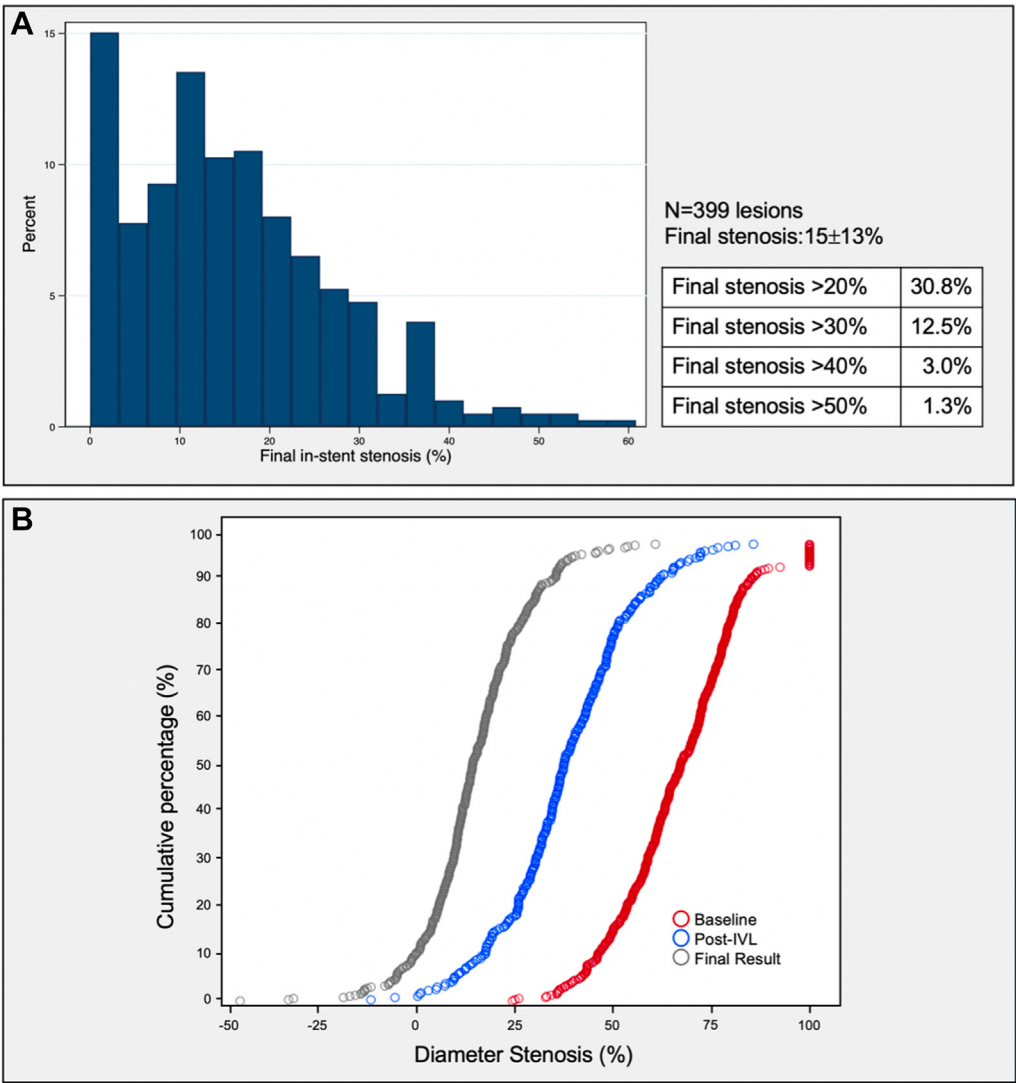 A
15
10
5
0
Percent
0 10 20 30 40 50 60
Final in-stent stenosis (%)
N=399 lesions
Final stenosis:15±13%
Final stenosis >20% 30.8%
Final stenosis >30% 12.5%
Final stenosis >40% 3.0%
Final stenosis >50% 1.3%
B
100
90
80
70
60
50
40
30
20
10
0
Cumulative percentage (%)
Baseline
Post-IVL
Final Result
-50 -25 0 25 50 75 100
Diameter Stenosis (%)